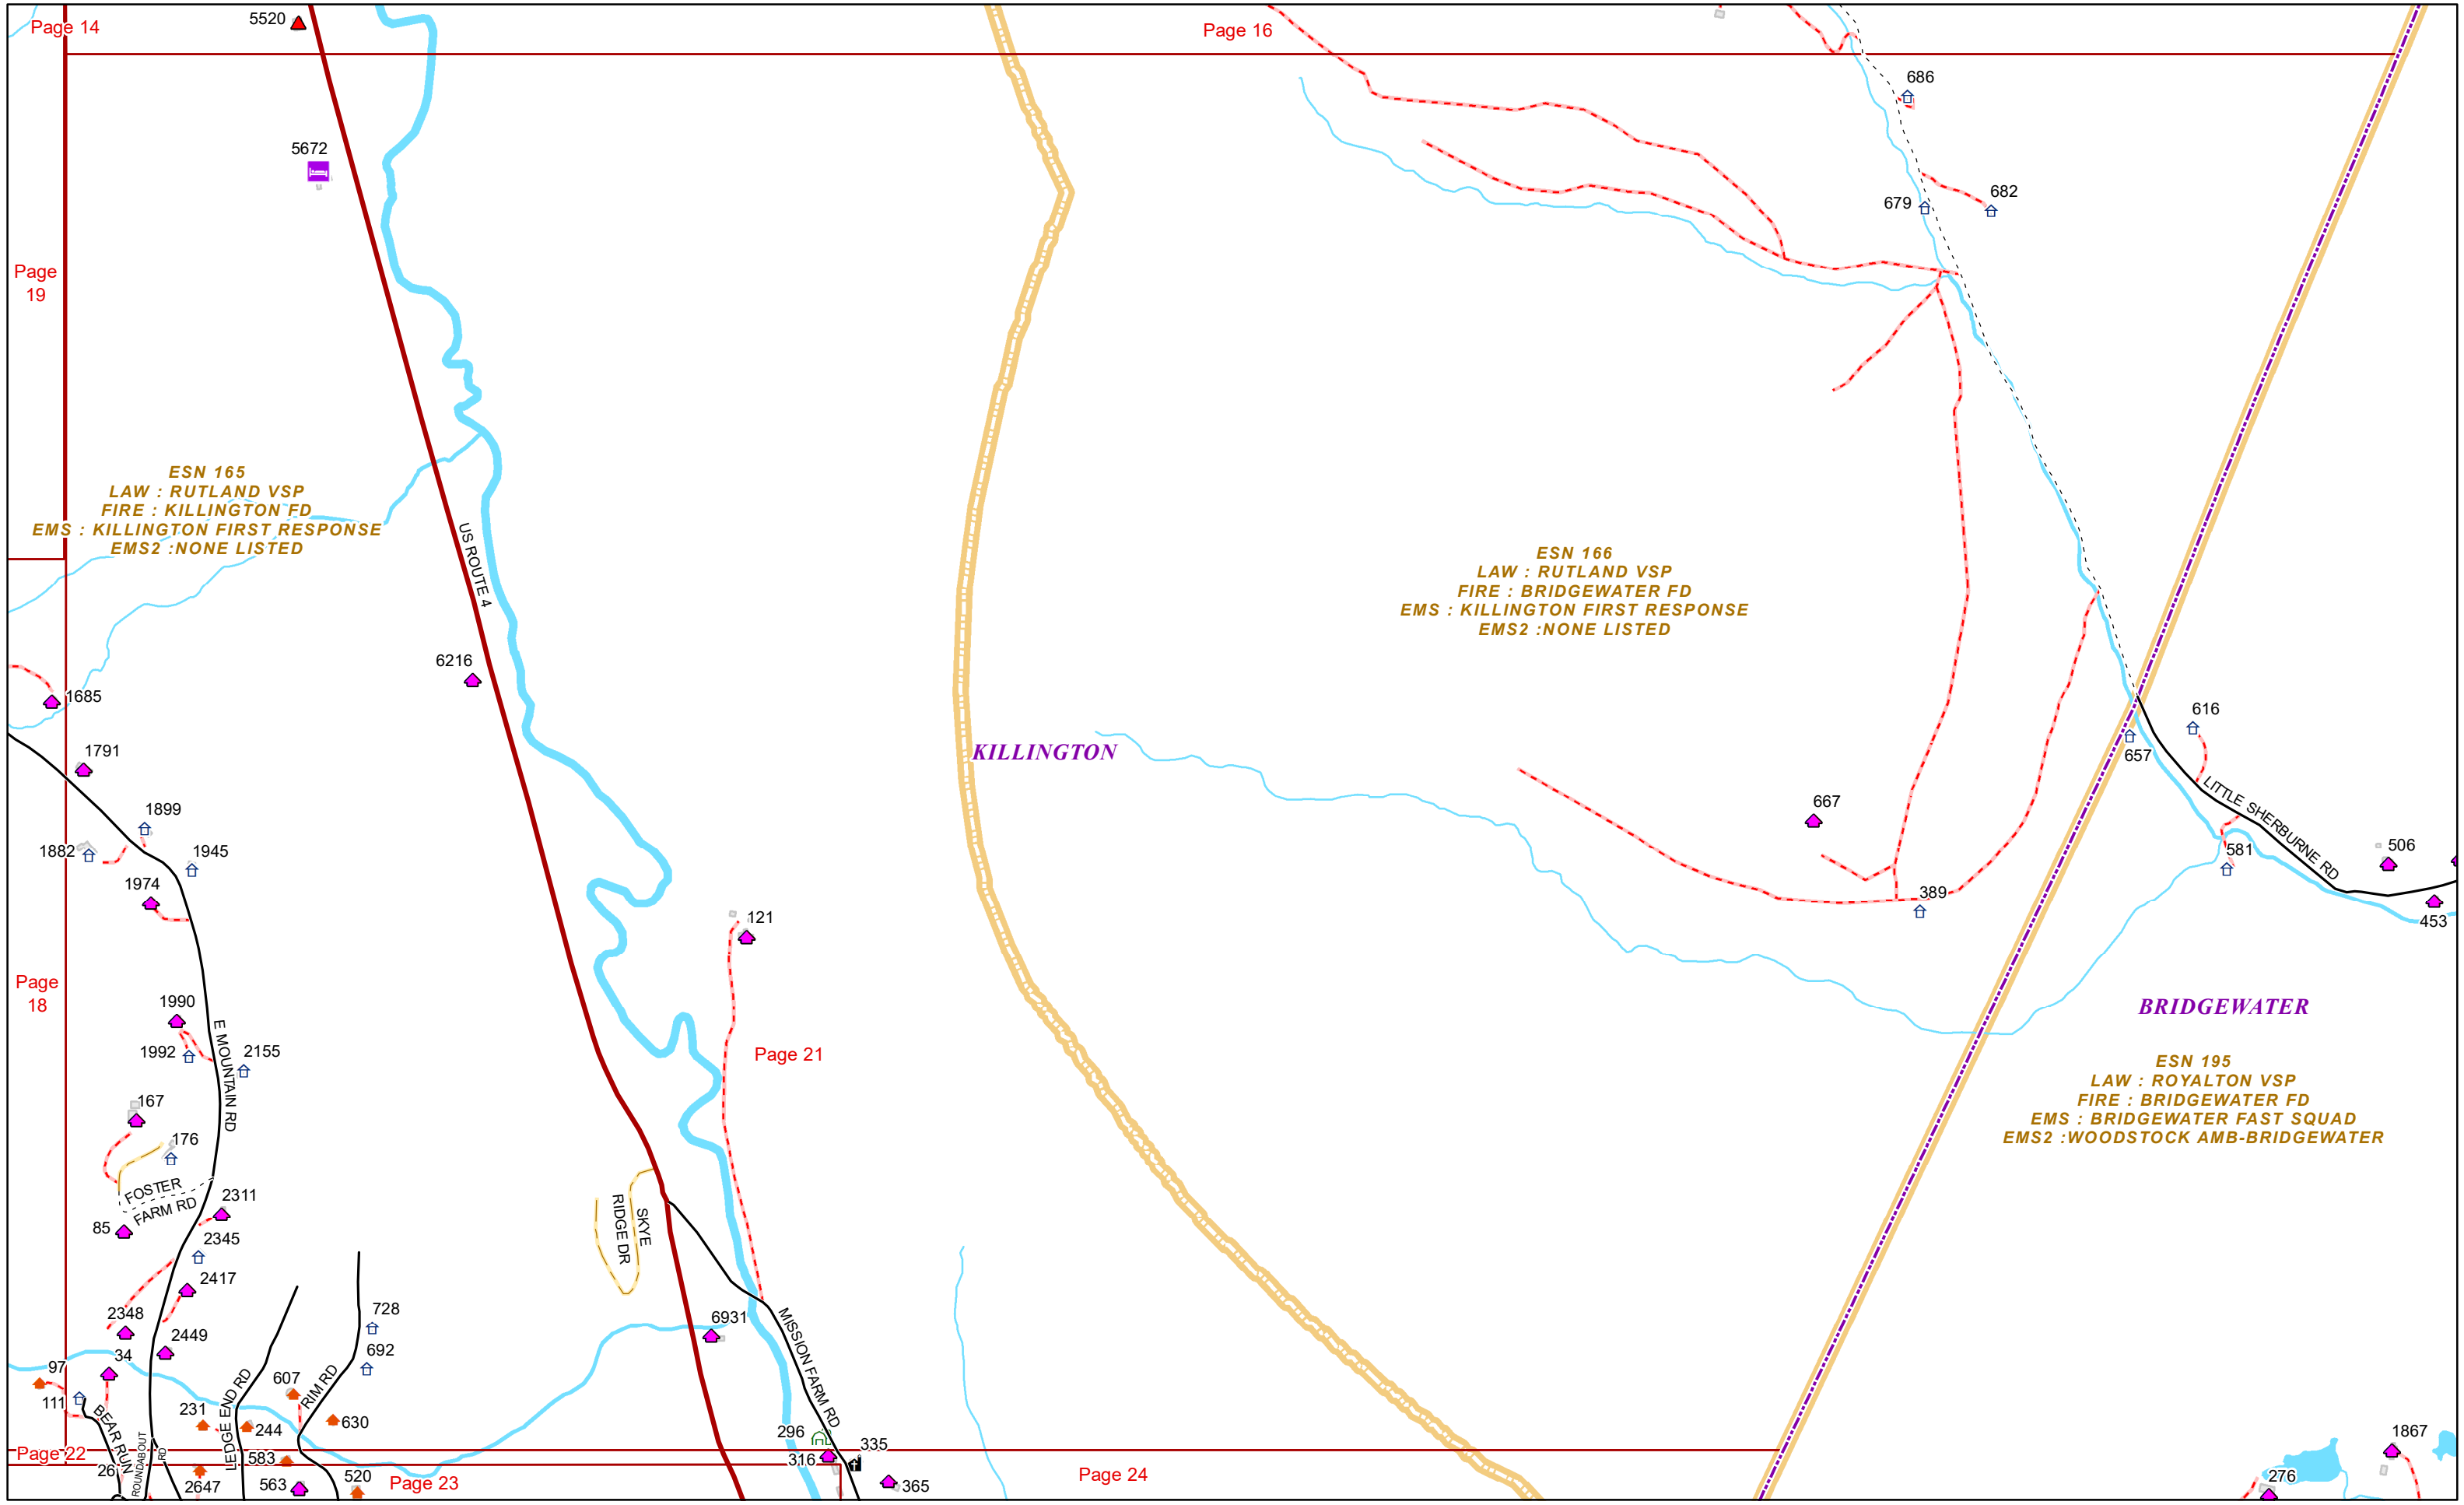 Page 14
5520
Page 16
686
5672
679
682
Page
19
ESN 165
LAW : RUTLAND VSP
FIRE : KILLINGTON FD
EMS : KILLINGTON FIRST RESPONSE
EMS2 :NONE LISTED
US ROUTE 4
ESN 166
LAW : RUTLAND VSP
FIRE : BRIDGEWATER FD
EMS : KILLINGTON FIRST RESPONSE
EMS2 :NONE LISTED
6216
1685
616
1791
KILLINGTON
657
LITTLE SHERBURNE RD
667
1899
1882
1945
506
581
1974
389
121
453
Page
18
1990
BRIDGEWATER
E MOUNTAIN RD
1992
2155
Page 21
ESN 195
LAW : ROYALTON VSP
FIRE : BRIDGEWATER FD
EMS : BRIDGEWATER FAST SQUAD
EMS2 :WOODSTOCK AMB-BRIDGEWATER
167
176
FOSTER
FARM RD
2311
85
SKYE
RIDGE DR
2345
2417
2348
728
6931
MISSION FARM RD
2449
692
34
97
607
RIM RD
111
LEDGE END RD
231
244
630
BEAR RUN
ROUNDABOUT
RD
296
335
1867
Page 22
583
316
26
2647
563
520
Page 23
365
Page 24
276